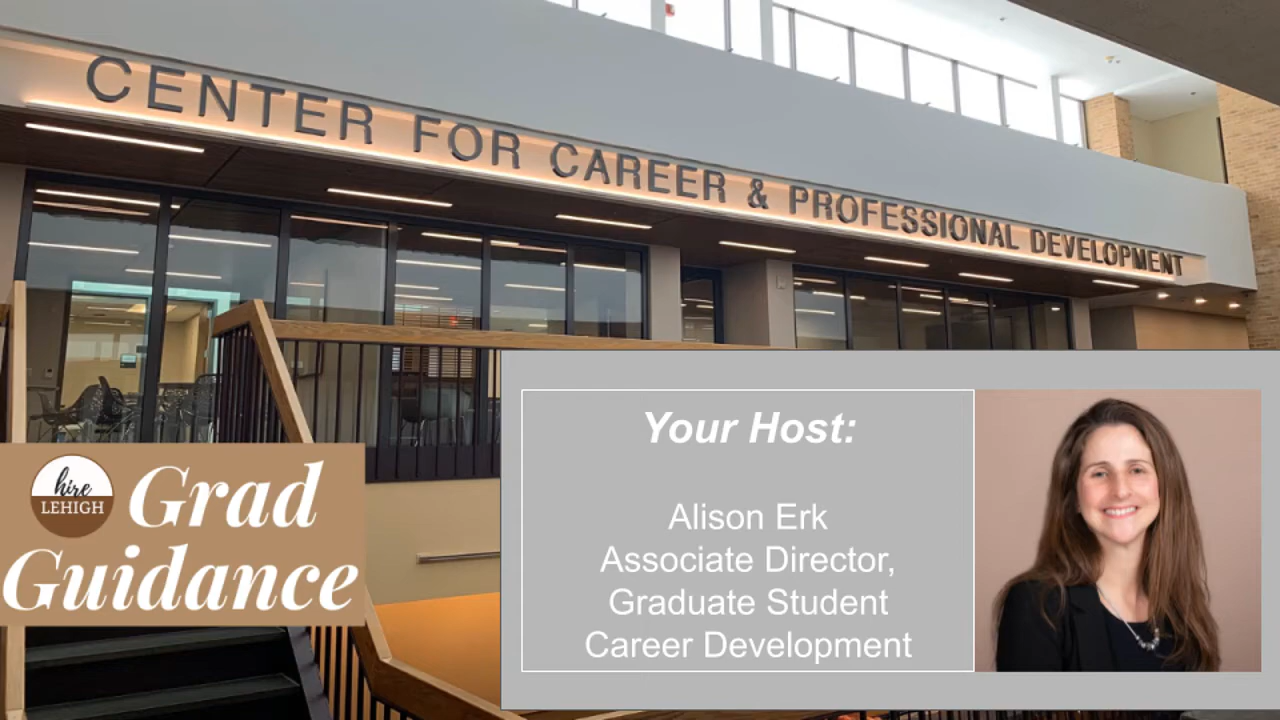 CENTER FOR CAREER & PROFESSIONAL DEVELOPMENT
hire
LEHIGH
Grad
Guidance
Your Host:
Alison Erk
Associate Director,
Graduate Student
Career Development